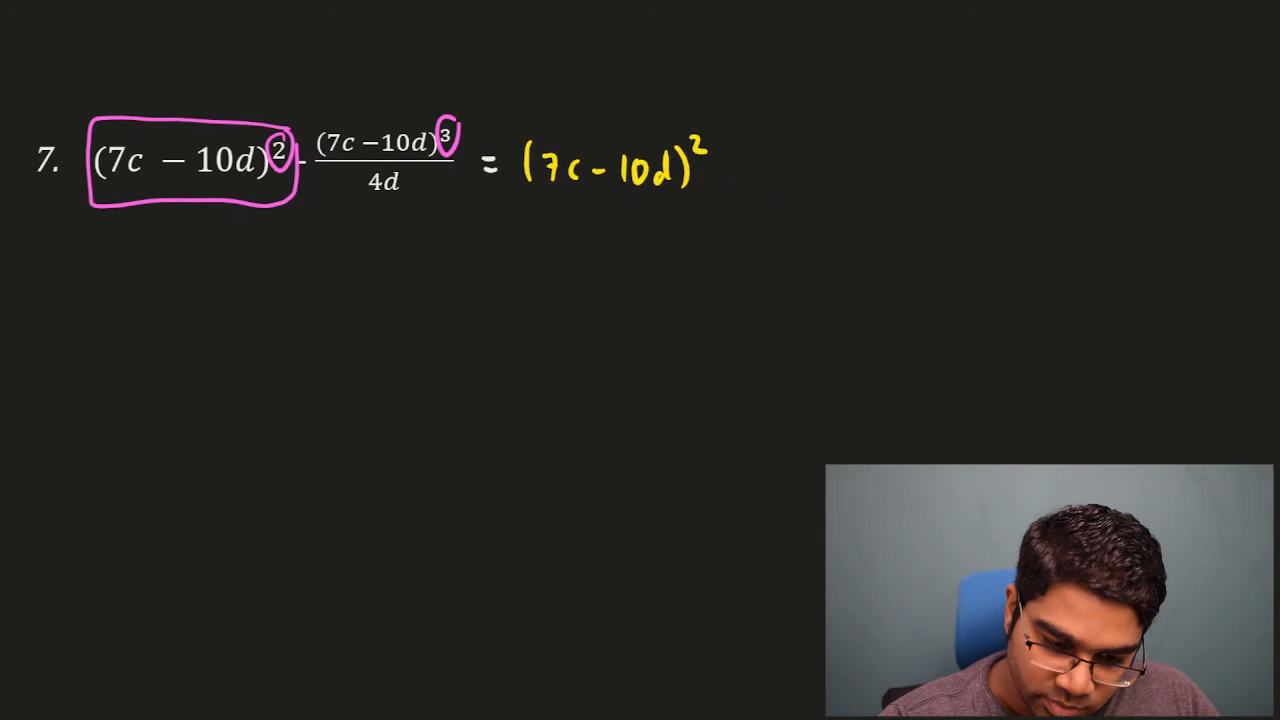 7. (7c − 10d)² - (7c −10d)³/4d = (7c - 10d)²